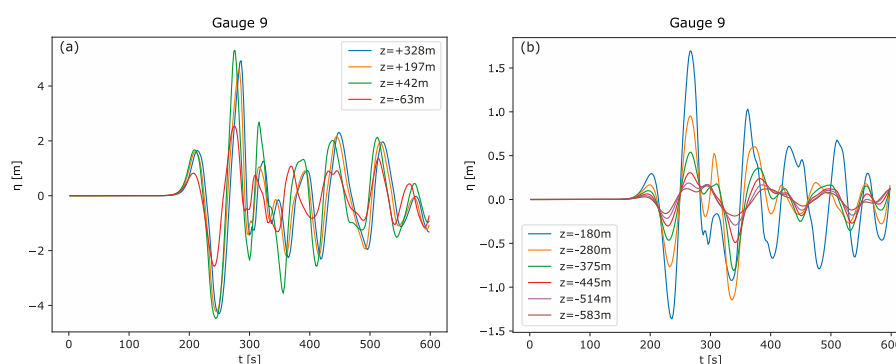 Gauge 9
(a)
z=+328m
z=+197m
z=+42m
z=-63m
η [m]
4
2
0
−2
−4
0 100 200 300 400 500 600
t [s]
Gauge 9
(b)
η [m]
1.5
1.0
0.5
0.0
−0.5
−1.0
−1.5
z=-180m
z=-280m
z=-375m
z=-445m
z=-514m
z=-583m
0 100 200 300 400 500 600
t [s]